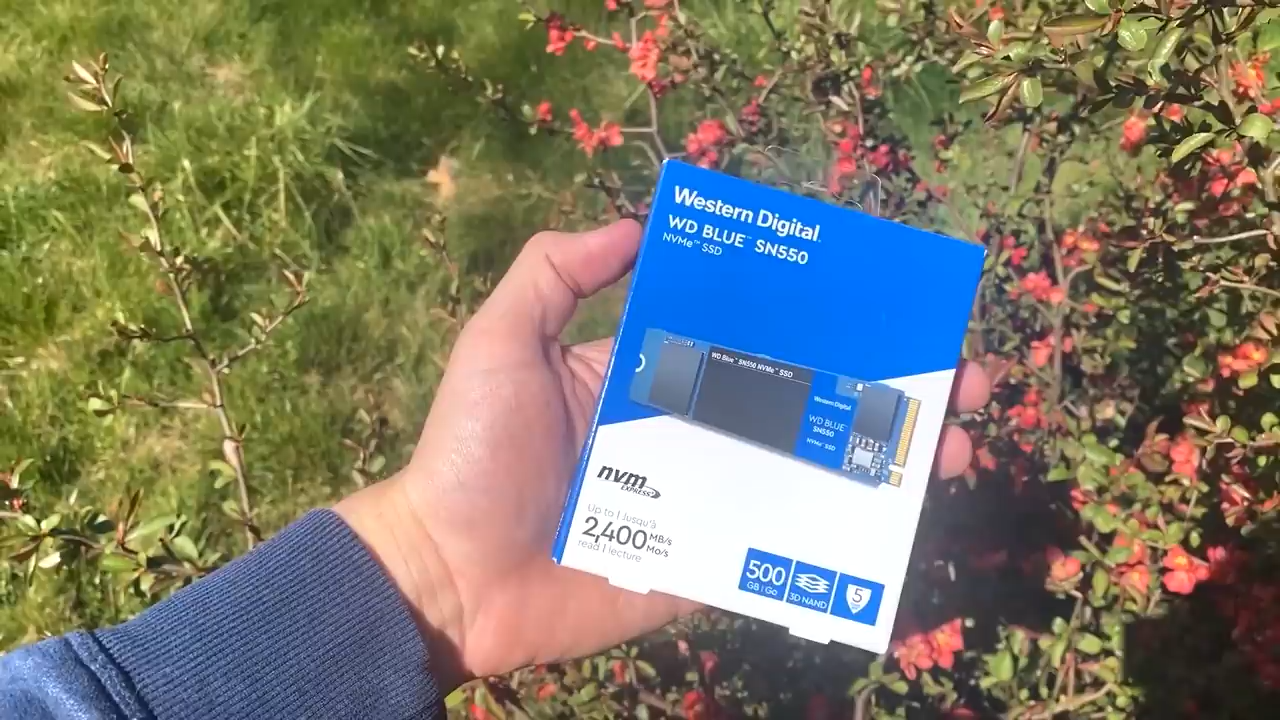 Western Digital.
WD BLUE™ SN550
NVMe™ SSD
WD Blue™ SN550 NVMe™ SSD
Western Digital
WD BLUE™
SN550
NVMe™ SSD
nvm
EXPRESS
Up to | Jusqu'à
2,400 MB/s
Mo/s
read | lecture
500
GB | Go
3D NAND
5